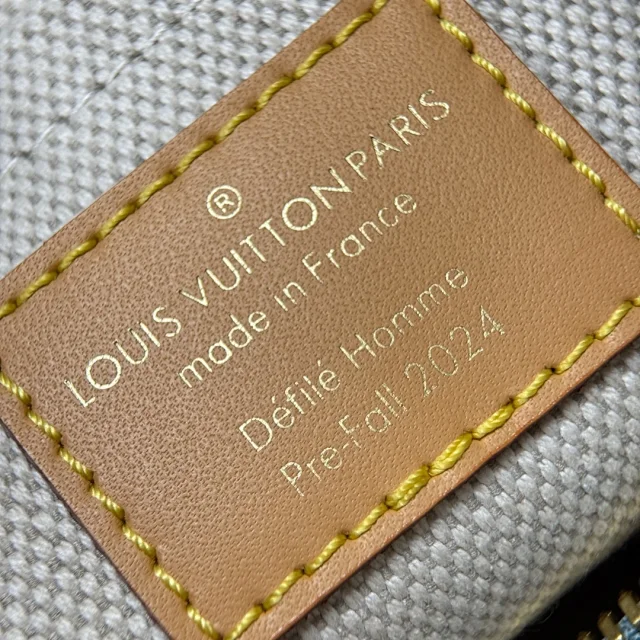 ®
LOUIS VUITTON PARIS
made in France
Défilé Homme
Pre-Fall 2024